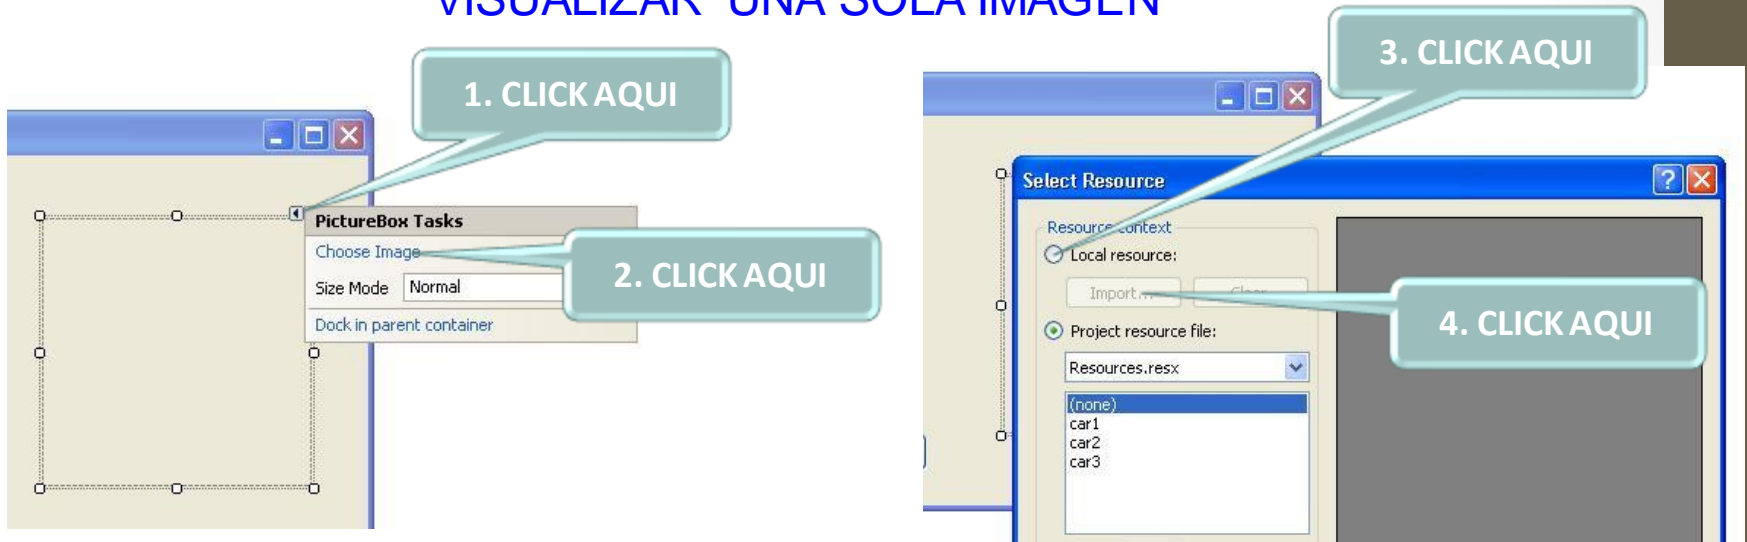 VISUALIZAR UNA SOLA IMAGEN
1. CLICK AQUI
PictureBox Tasks
Choose Image
Size Mode Normal
Dock in parent container
2. CLICK AQUI
3. CLICK AQUI
Select Resource
Resource context
Local resource:
Import...
4. CLICK AQUI
Project resource file:
Resources.resx
(none)
car1
car2
car3